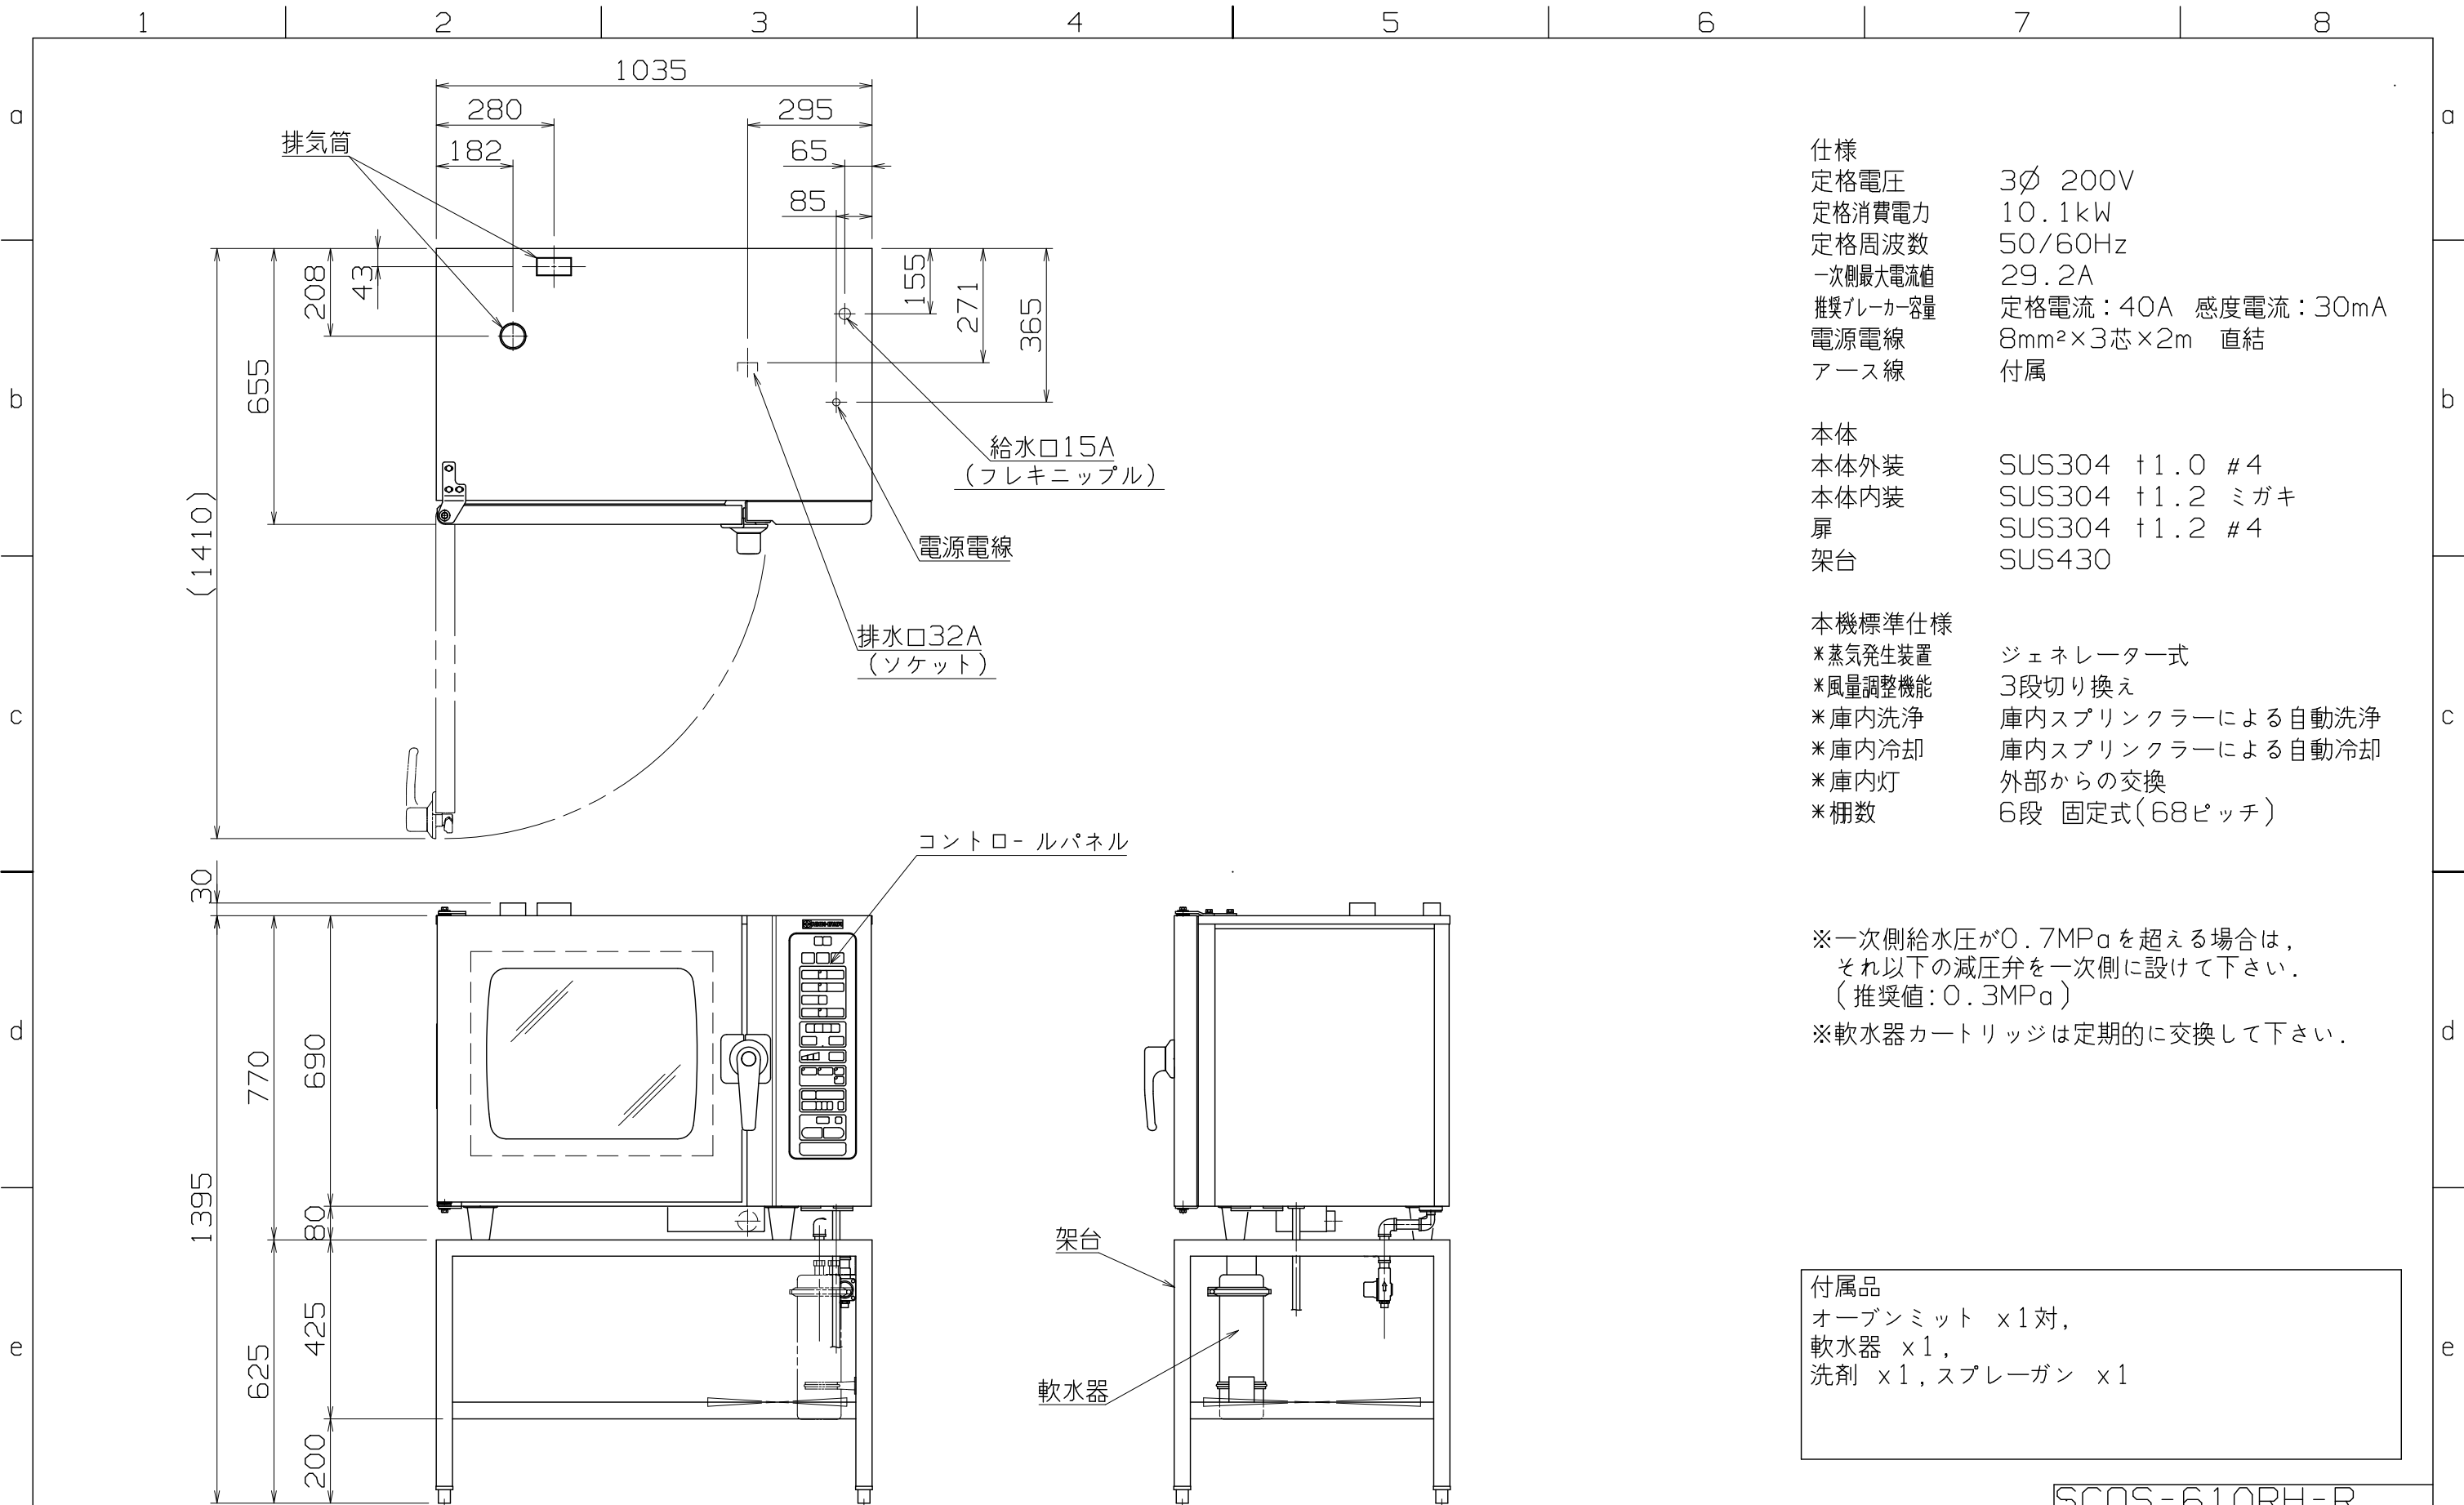 1 2 3 4 5 6 7 8
a a
b b
c c
d d
e e
1035
280
295
排気筒
182
65
85
43
208
655
(1410)
155
271
365
給水口15A
(フレキニップル)
電源電線
排水口32A
(ソケット)
コントロ-ルパネル
30
690
770
1395
80
425
625
200
架台
軟水器
仕様
定格電圧 3∅ 200V
定格消費電力 10.1kW
定格周波数 50/60Hz
一次側最大電流値 29.2A
推奨ブレーカー容量 定格電流:40A 感度電流:30mA
電源電線 8mm²×3芯×2m 直結
アース線 付属
本体
本体外装 SUS304 t1.0 #4
本体内装 SUS304 t1.2 ミガキ
扉 SUS304 t1.2 #4
架台 SUS430
本機標準仕様
*蒸気発生装置 ジェネレーター式
*風量調整機能 3段切り換え
*庫内洗浄 庫内スプリンクラーによる自動洗浄
*庫内冷却 庫内スプリンクラーによる自動冷却
*庫内灯 外部からの交換
*棚数 6段 固定式(68ピッチ)
※一次側給水圧が0.7MPaを超える場合は,
それ以下の減圧弁を一次側に設けて下さい.
(推奨値:0.3MPa)
※軟水器カートリッジは定期的に交換して下さい.
付属品
オーブンミット x1対,
軟水器 x1,
洗剤 x1,スプレーガン x1
SCOS-610RH-R